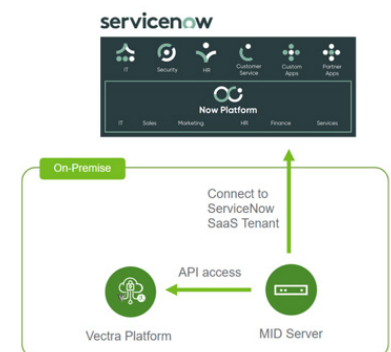 servicenow
IT
Security
HR
Customer
Service
Custom
Apps
Partner
Apps
Now Platform
IT Sales Marketing HR Finance Services
On-Premise
Connect to
ServiceNow
SaaS Tenant
API access
Vectra Platform
MID Server